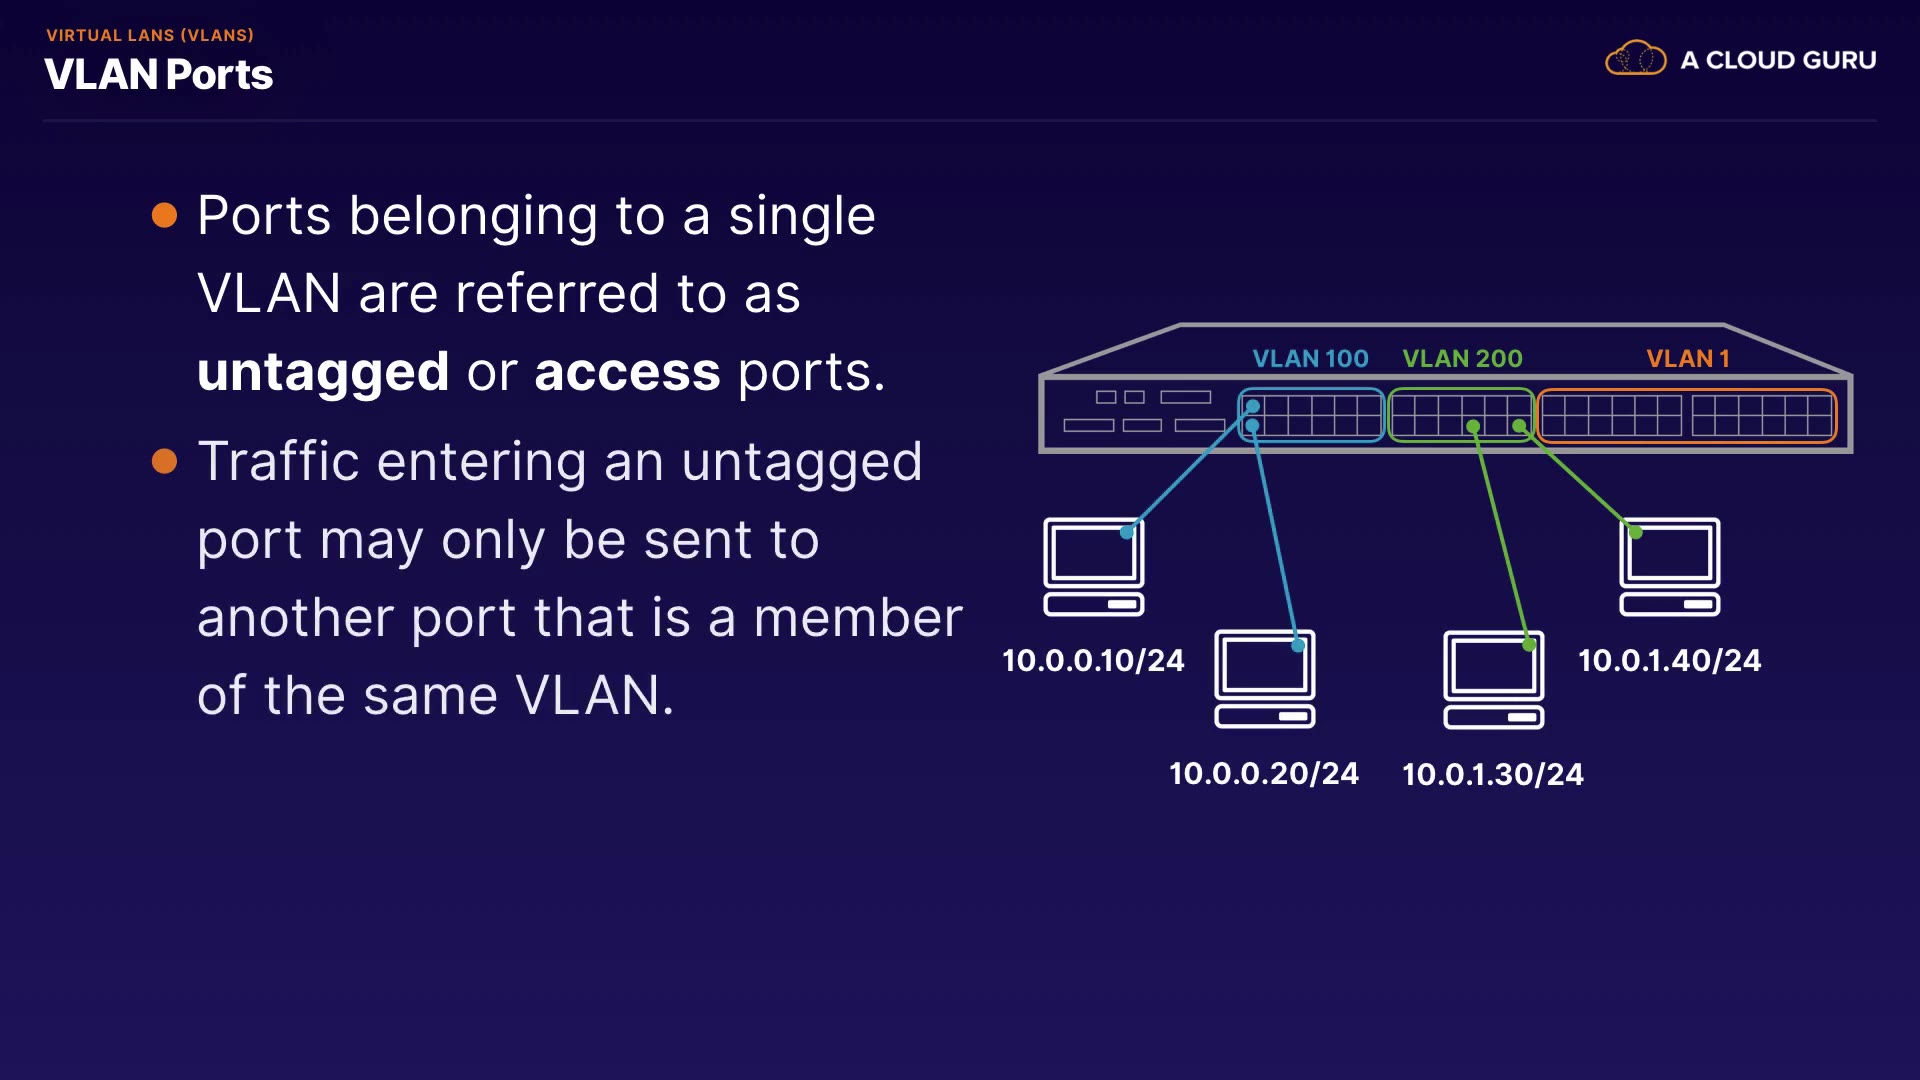 VIRTUAL LANS (VLANS)
VLAN Ports
A CLOUD GURU
Ports belonging to a single
VLAN are referred to as
untagged or access ports.
Traffic entering an untagged
port may only be sent to
another port that is a member
of the same VLAN.
VLAN 100 VLAN 200 VLAN 1
10.0.0.10/24 10.0.1.40/24
10.0.0.20/24 10.0.1.30/24